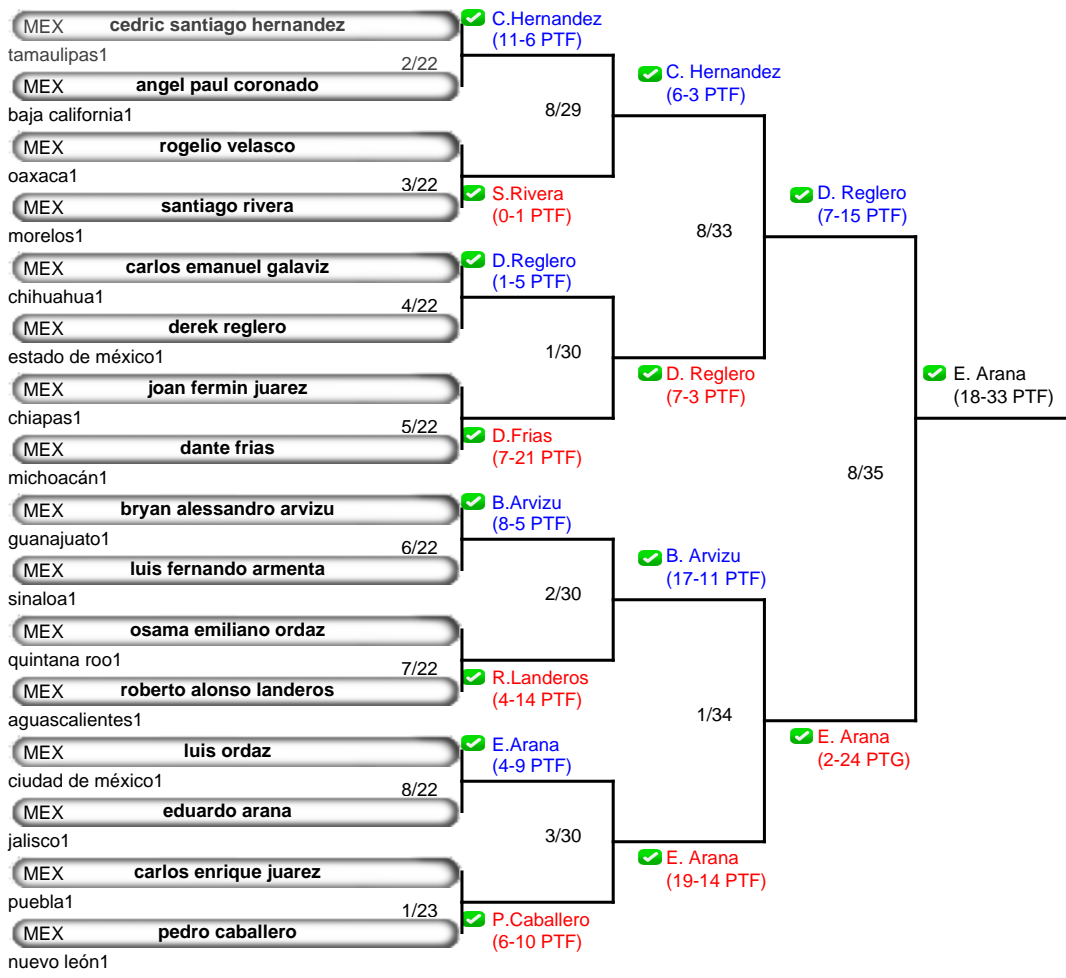 MEX cedric santiago hernandez
C.Hernandez
(11-6 PTF)
tamaulipas1
2/22
MEX angel paul coronado
C. Hernandez
(6-3 PTF)
baja california1
8/29
MEX rogelio velasco
oaxaca1
3/22
S.Rivera
(0-1 PTF)
D. Reglero
(7-15 PTF)
MEX santiago rivera
morelos1
8/33
MEX carlos emanuel galaviz
D.Reglero
(1-5 PTF)
chihuahua1
4/22
MEX derek reglero
estado de méxico1
1/30
MEX joan fermin juarez
D. Reglero
(7-3 PTF)
E. Arana
(18-33 PTF)
chiapas1
5/22
D.Frias
(7-21 PTF)
MEX dante frias
michoacán1
8/35
MEX bryan alessandro arvizu
B.Arvizu
(8-5 PTF)
guanajuato1
6/22
MEX luis fernando armenta
B. Arvizu
(17-11 PTF)
sinaloa1
2/30
MEX osama emiliano ordaz
quintana roo1
7/22
R.Landeros
(4-14 PTF)
MEX roberto alonso landeros
aguascalientes1
1/34
MEX luis ordaz
E.Arana
(4-9 PTF)
E. Arana
(2-24 PTG)
ciudad de méxico1
8/22
MEX eduardo arana
jalisco1
3/30
MEX carlos enrique juarez
E. Arana
(19-14 PTF)
puebla1
1/23
P.Caballero
(6-10 PTF)
MEX pedro caballero
nuevo león1